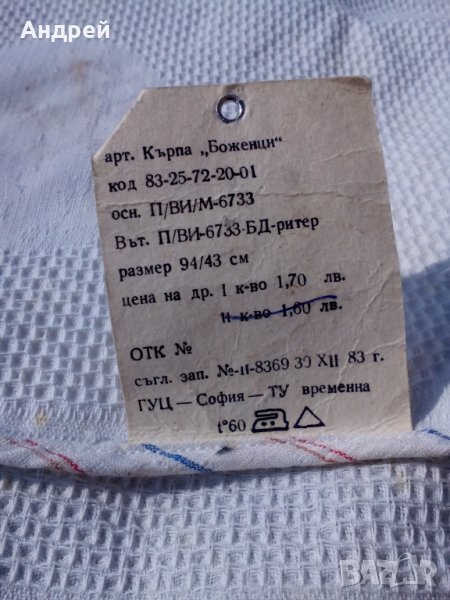 Андрей
арт. Кърпа „Боженци“
код 83-25-72-20-01
осн. П/ВИ/М-6733
Вът. П/ВИ-6733-БД-ритер
размер 94/43 см
цена на др. I к-во 1,70 лв.
II к-во 1,60 лв.
ОТК №
съгл. зап. №-II-8369 30 XII 83 г.
ГУЦ — София — ТУ временна
t°60
BAZAR